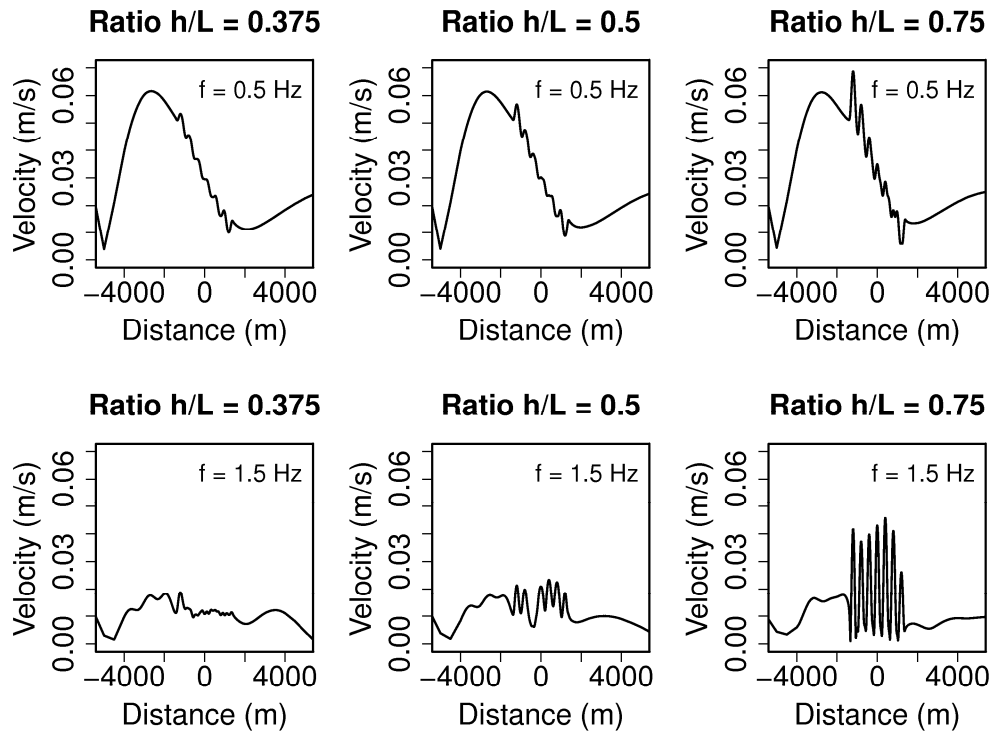 Ratio h/L = 0.375
Ratio h/L = 0.5
Ratio h/L = 0.75
f = 0.5 Hz
f = 0.5 Hz
f = 0.5 Hz
Velocity (m/s)
0.00 0.03 0.06
Velocity (m/s)
0.00 0.03 0.06
Velocity (m/s)
0.00 0.03 0.06
−4000 0 4000
−4000 0 4000
−4000 0 4000
Distance (m)
Distance (m)
Distance (m)
Ratio h/L = 0.375
Ratio h/L = 0.5
Ratio h/L = 0.75
f = 1.5 Hz
f = 1.5 Hz
f = 1.5 Hz
Velocity (m/s)
0.00 0.03 0.06
Velocity (m/s)
0.00 0.03 0.06
Velocity (m/s)
0.00 0.03 0.06
−4000 0 4000
−4000 0 4000
−4000 0 4000
Distance (m)
Distance (m)
Distance (m)